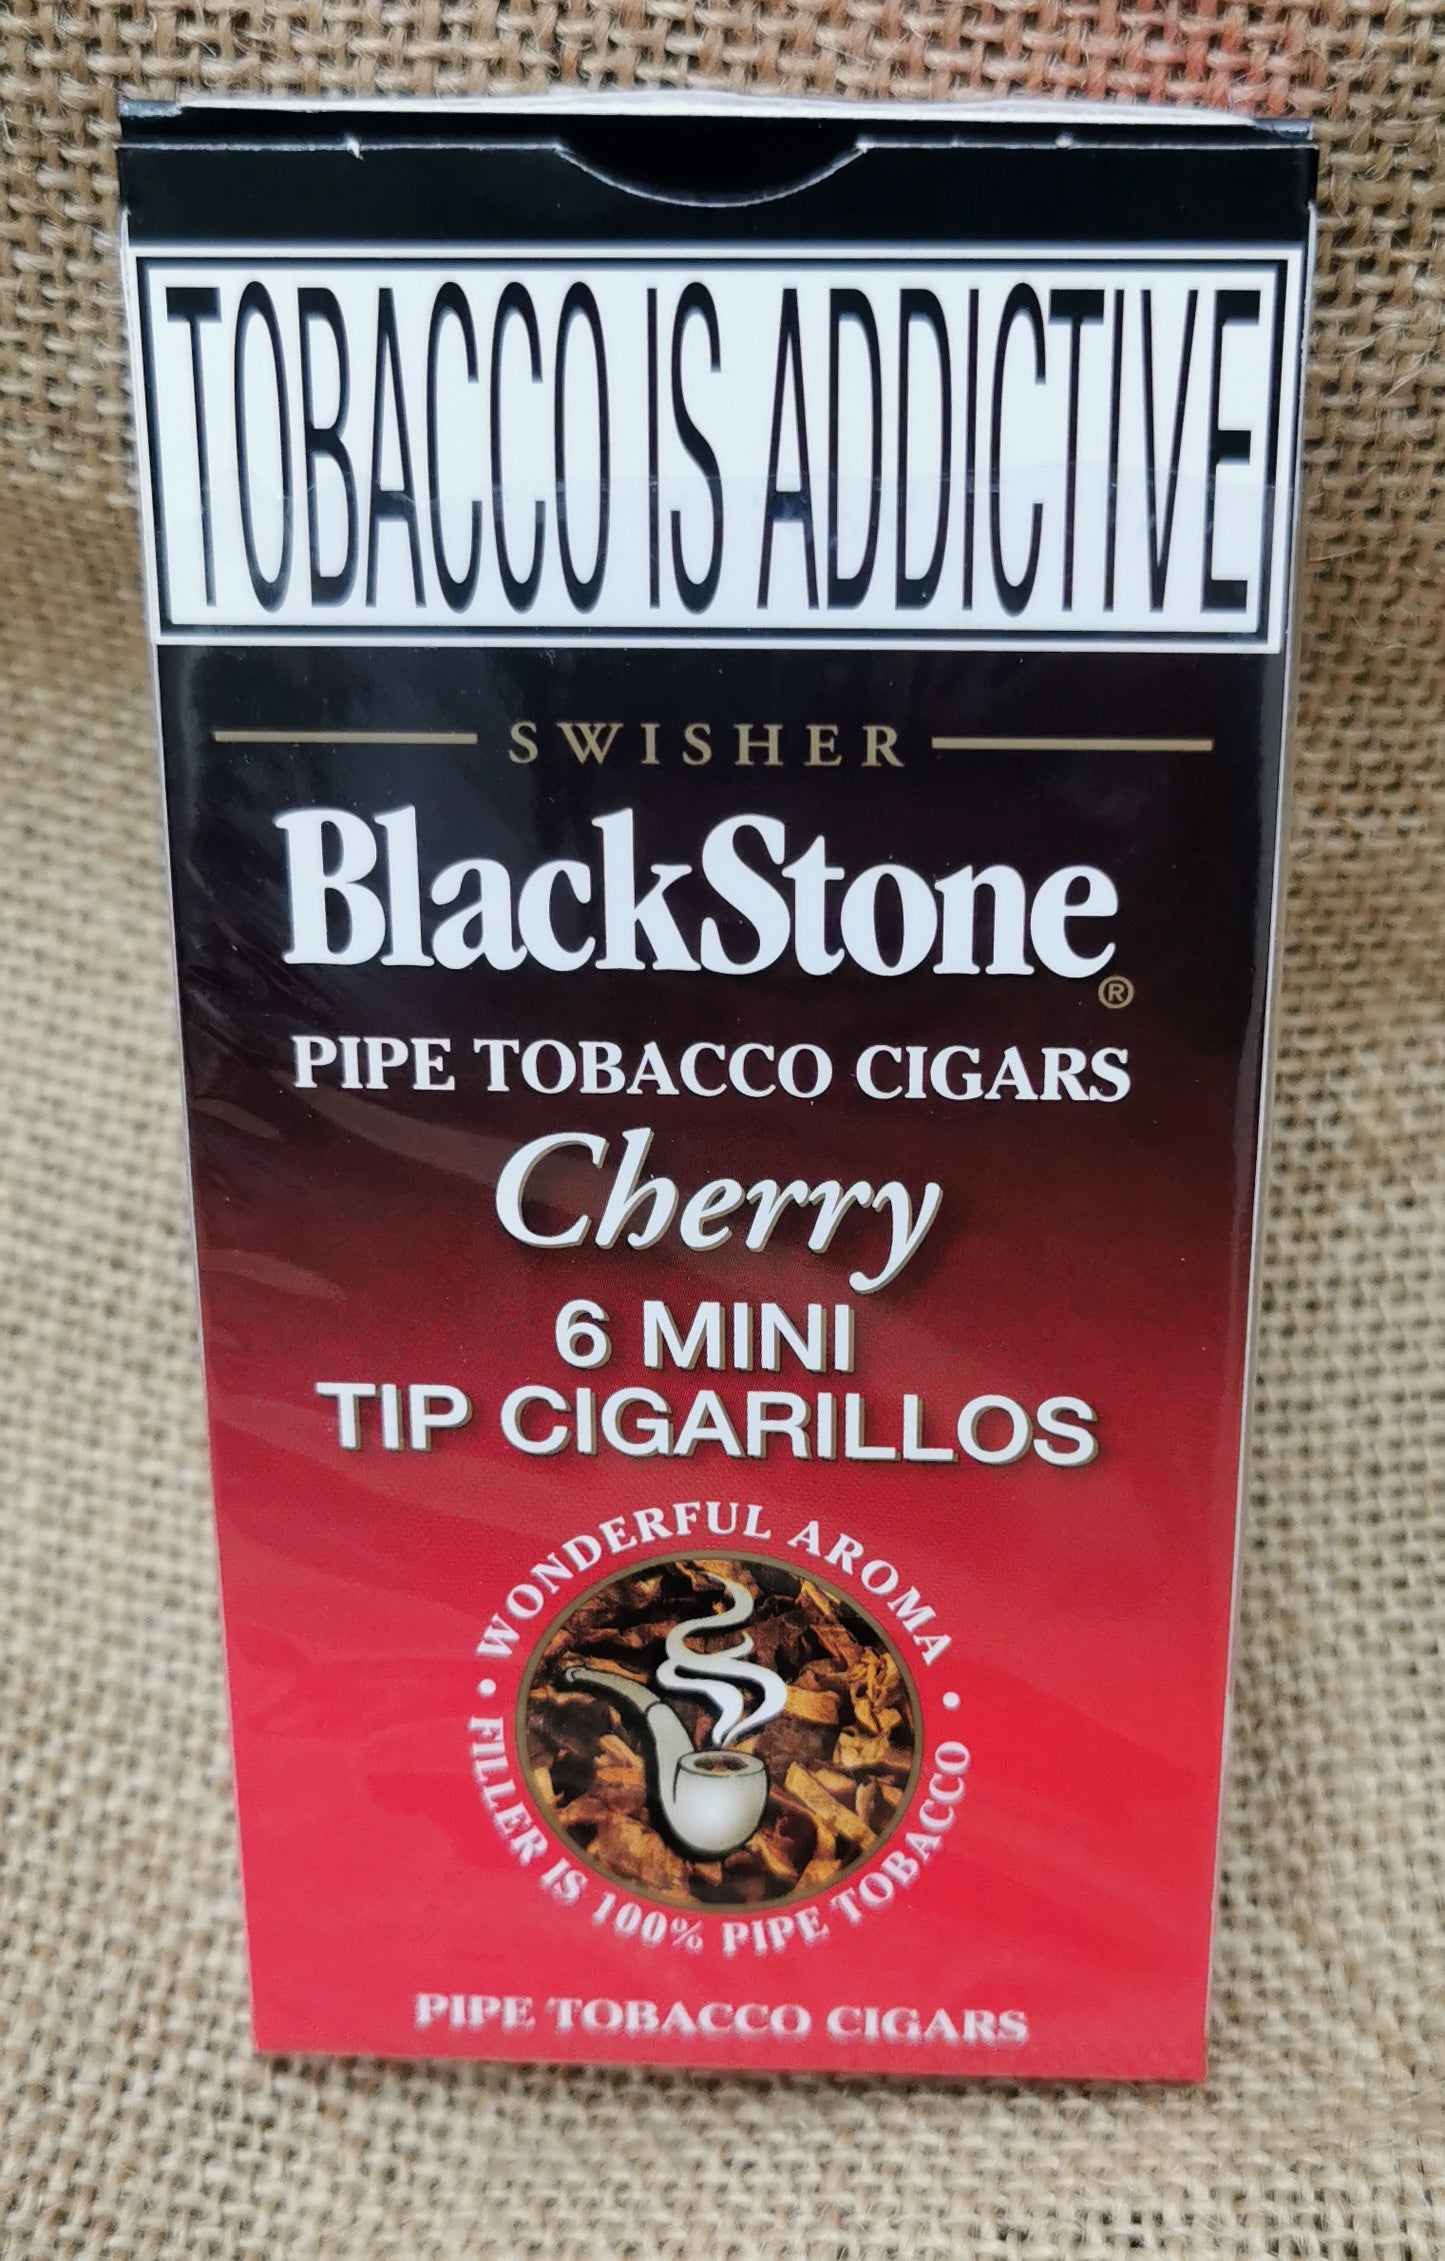 TOBACCO IS ADDICTIVE
SWISHER
BlackStone®
PIPE TOBACCO CIGARS
Cherry
6 MINI
TIP CIGARILLOS
• WONDERFUL AROMA •
FILLER IS 100% PIPE TOBACCO
PIPE TOBACCO CIGARS